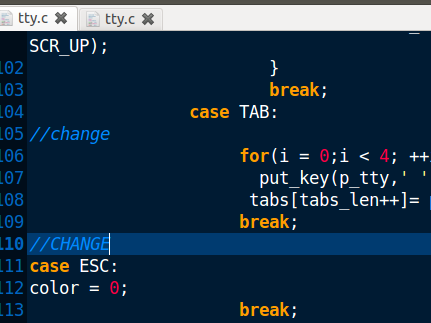 tty.c ✖ tty.c ✖
SCR_UP);
102 }
103 break;
104 case TAB:
105 //change
106 for(i = 0;i < 4; ++
107 put_key(p_tty,' '
108 tabs[tabs_len++]=
109 break;
110 //CHANGE
111 case ESC:
112 color = 0;
113 break;